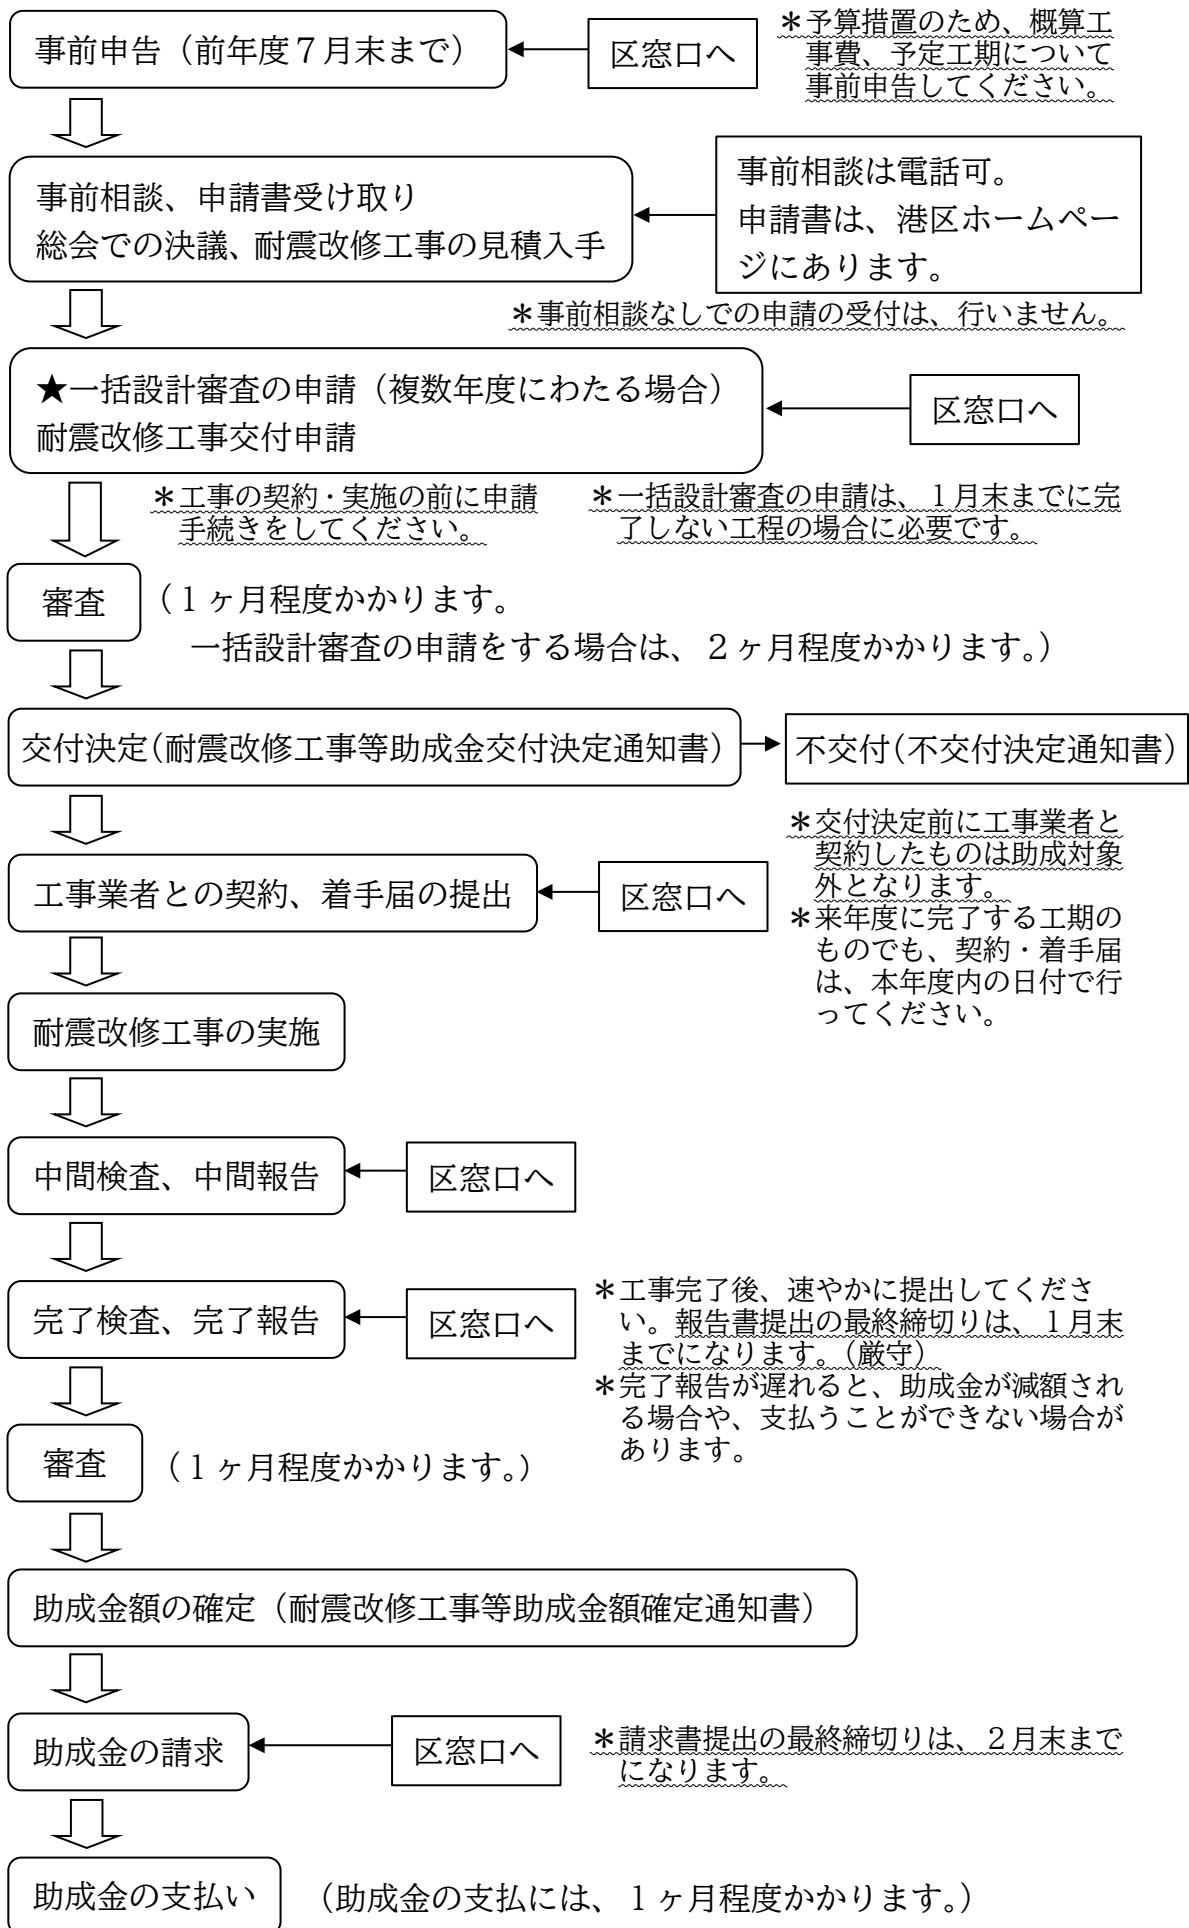 事前申告（前年度７月末まで）
区窓口へ
＊予算措置のため、概算工
事費、予定工期について
事前申告してください。
事前相談、申請書受け取り
総会での決議、耐震改修工事の見積入手
事前相談は電話可。
申請書は、港区ホームペー
ジにあります。
＊事前相談なしでの申請の受付は、行いません。
★一括設計審査の申請（複数年度にわたる場合）
耐震改修工事交付申請
区窓口へ
＊工事の契約・実施の前に申請
手続きをしてください。
＊一括設計審査の申請は、１月末までに完
了しない工程の場合に必要です。
審査
（１ヶ月程度かかります。
一括設計審査の申請をする場合は、２ヶ月程度かかります。）
交付決定(耐震改修工事等助成金交付決定通知書）
不交付(不交付決定通知書）
＊交付決定前に工事業者と
契約したものは助成対象
外となります。
＊来年度に完了する工期の
ものでも、契約・着手届
は、本年度内の日付で行
ってください。
工事業者との契約、着手届の提出
区窓口へ
耐震改修工事の実施
中間検査、中間報告
区窓口へ
完了検査、完了報告
区窓口へ
＊工事完了後、速やかに提出してくださ
い。報告書提出の最終締切りは、１月末
までになります。（厳守）
＊完了報告が遅れると、助成金が減額され
る場合や、支払うことができない場合が
あります。
審査
（１ヶ月程度かかります。）
助成金額の確定（耐震改修工事等助成金額確定通知書）
助成金の請求
区窓口へ
＊請求書提出の最終締切りは、２月末まで
になります。
助成金の支払い
（助成金の支払には、１ヶ月程度かかります。）